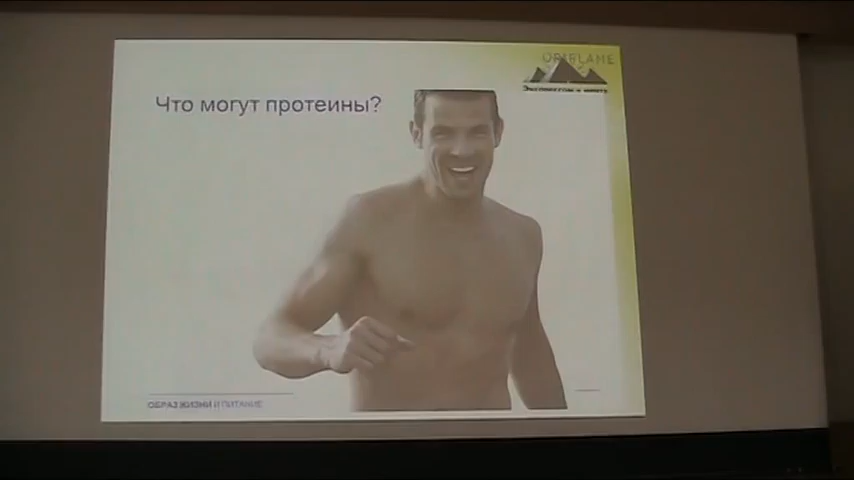 ORIFLAME
Что могут протеины?
ОБРАЗ ЖИЗНИ И ПИТАНИЕ